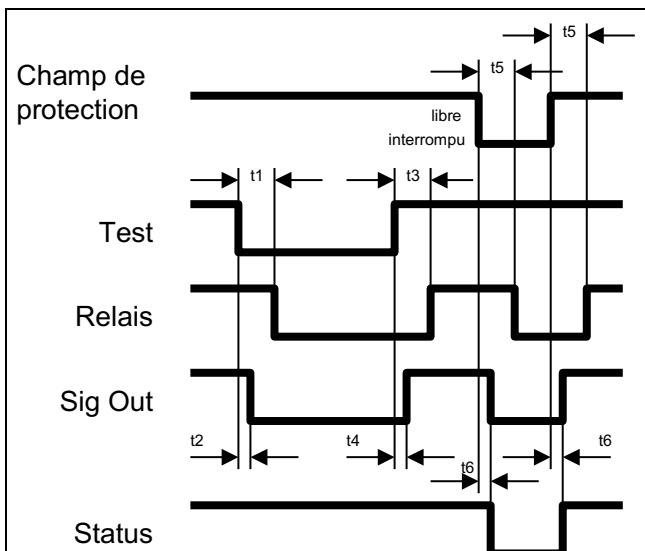 t5
t5
Champ de
protection
libre
interrompu
t1
t3
Test
Relais
Sig Out
t2
t4
t6
t6
Status